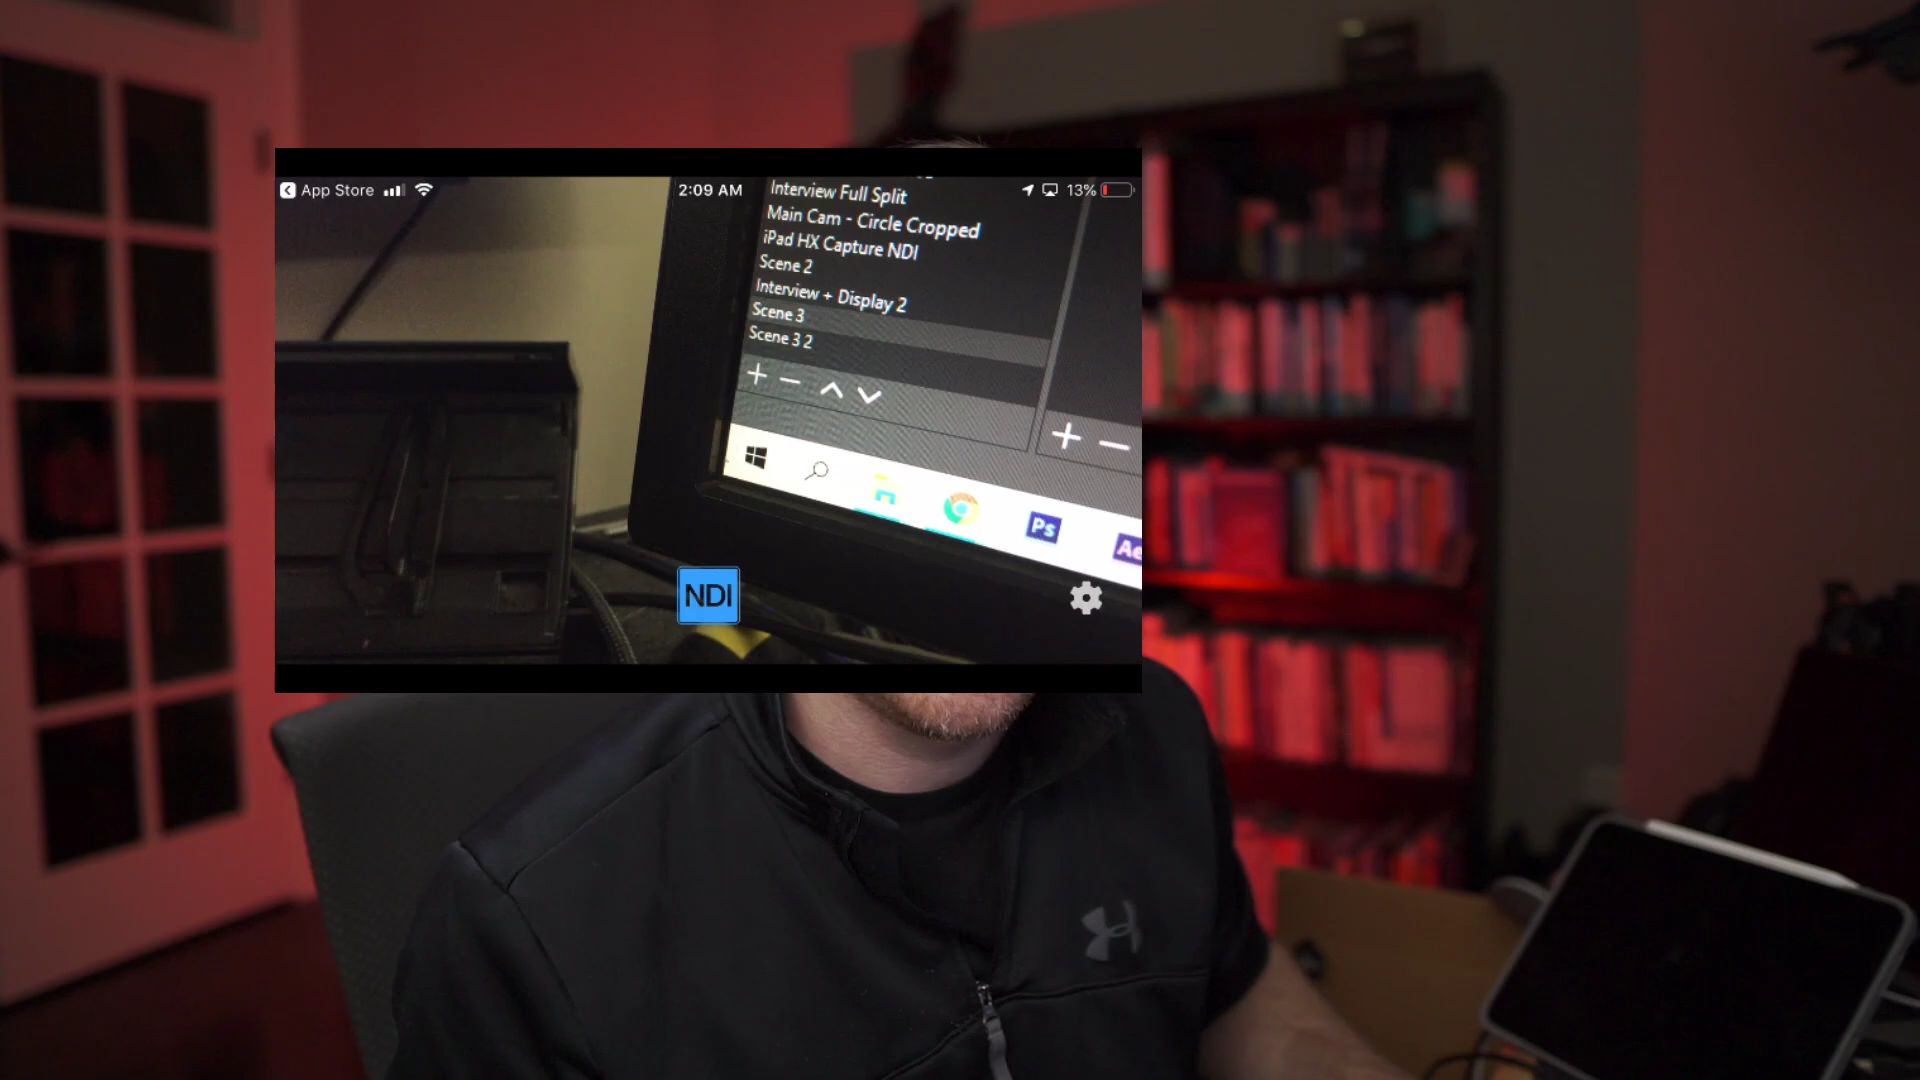 App Store
2:09 AM
13%
Interview Full Split
Main Cam - Circle Cropped
iPad HX Capture NDI
Scene 2
Interview + Display 2
Scene 3
Scene 3 2
Ps
Ae
NDI